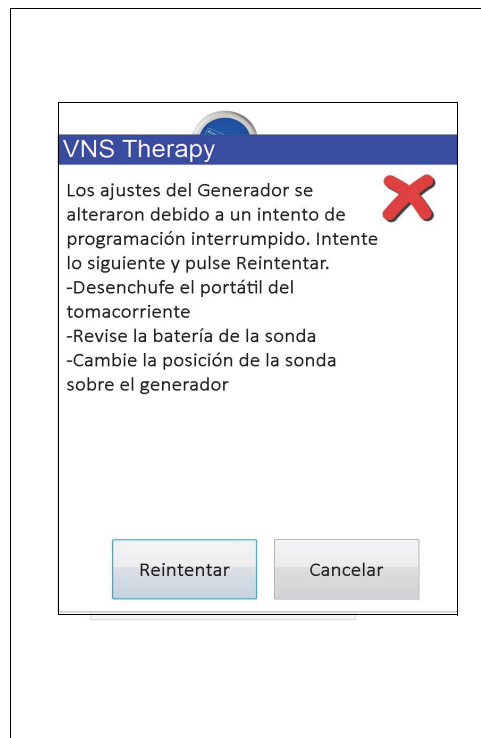 VNS Therapy
Los ajustes del Generador se
alteraron debido a un intento de
programación interrumpido. Intente
lo siguiente y pulse Reintentar.
-Desenchufe el portátil del
tomacorriente
-Revise la batería de la sonda
-Cambie la posición de la sonda
sobre el generador
Reintentar
Cancelar